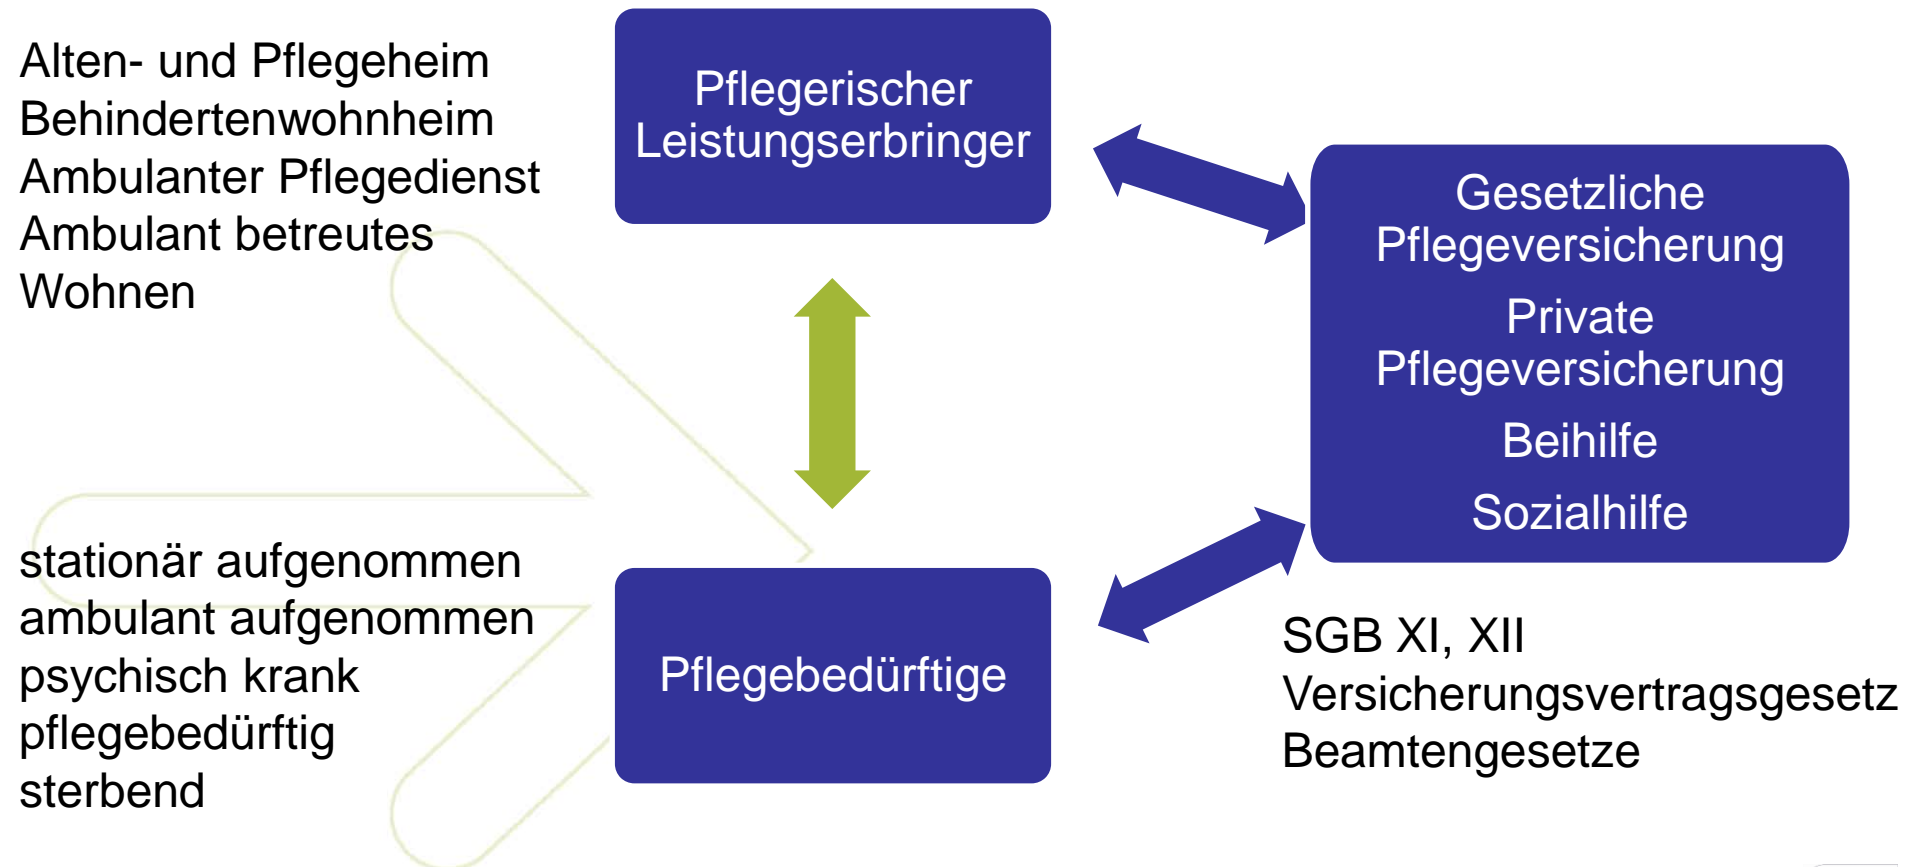 Alten- und Pflegeheim
Behindertenwohnheim
Ambulanter Pflegedienst
Ambulant betreutes
Wohnen
Pflegerischer
Leistungserbringer
Gesetzliche
Pflegeversicherung
Private
Pflegeversicherung
Beihilfe
Sozialhilfe
stationär aufgenommen
ambulant aufgenommen
psychisch krank
pflegebedürftig
sterbend
Pflegebedürftige
SGB XI, XII
Versicherungsvertragsgesetz
Beamtengesetze